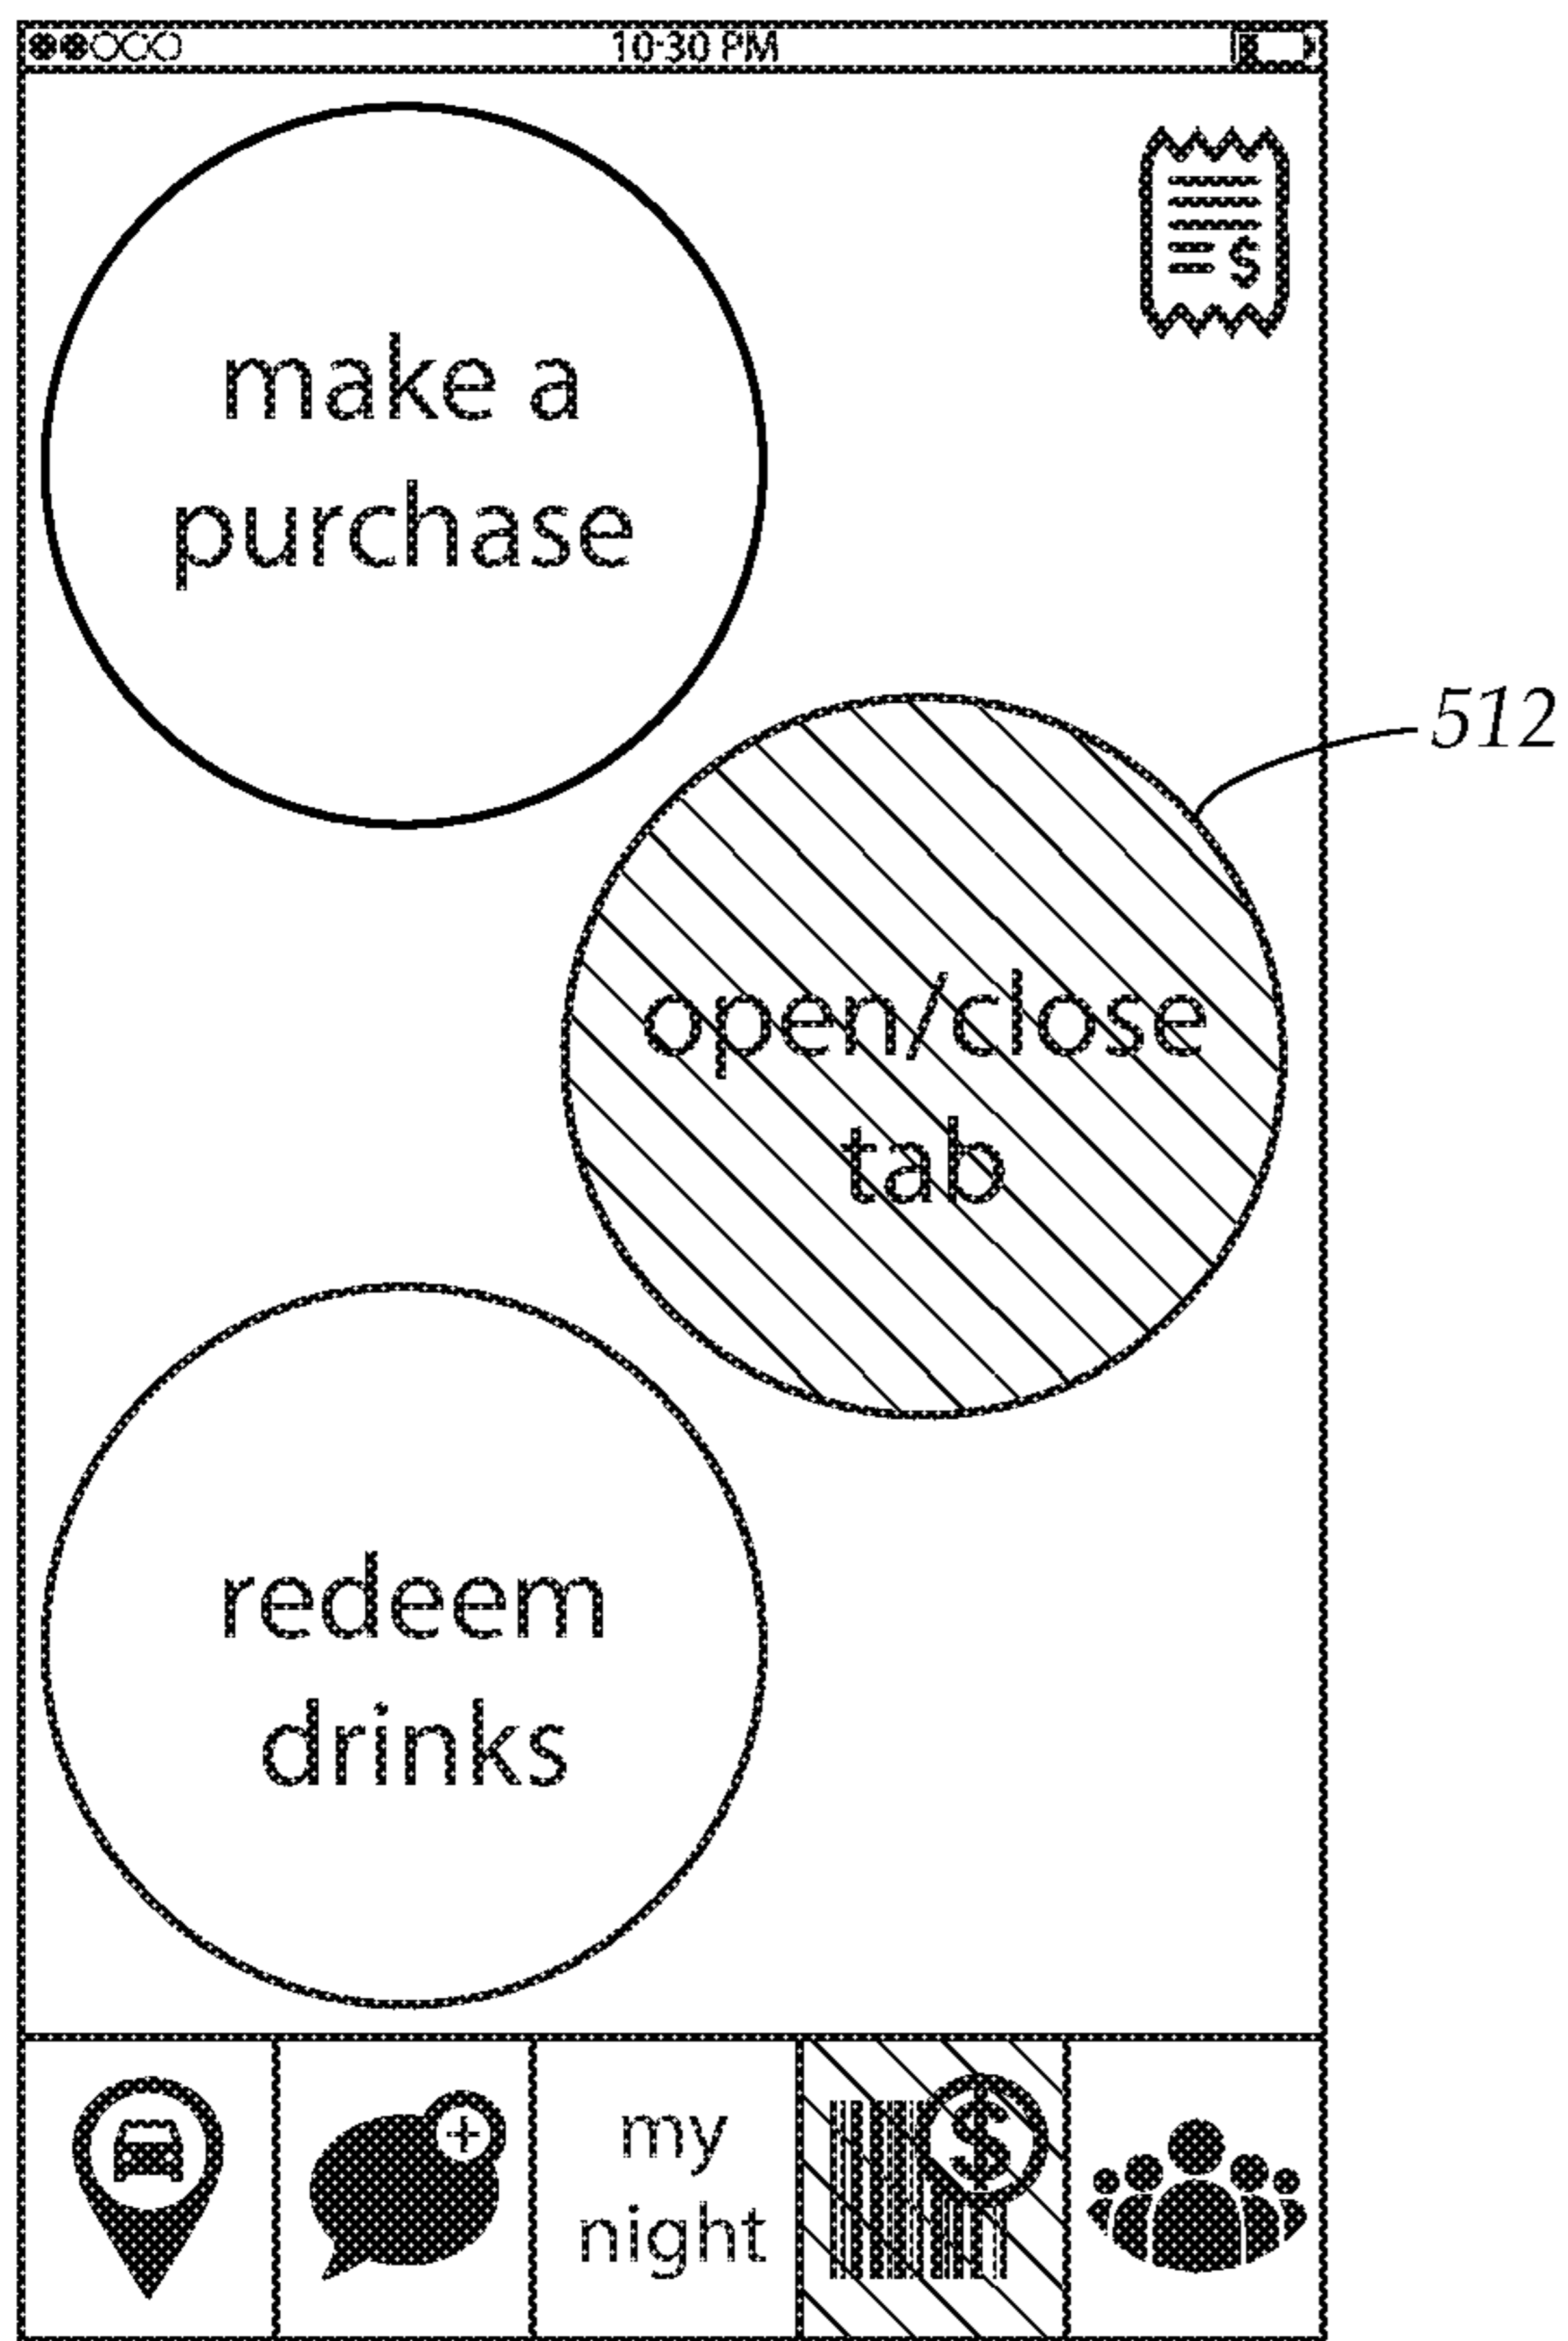 10:30 PM
$
make a
purchase
512
open/close
tab
redeem
drinks
my
night
$